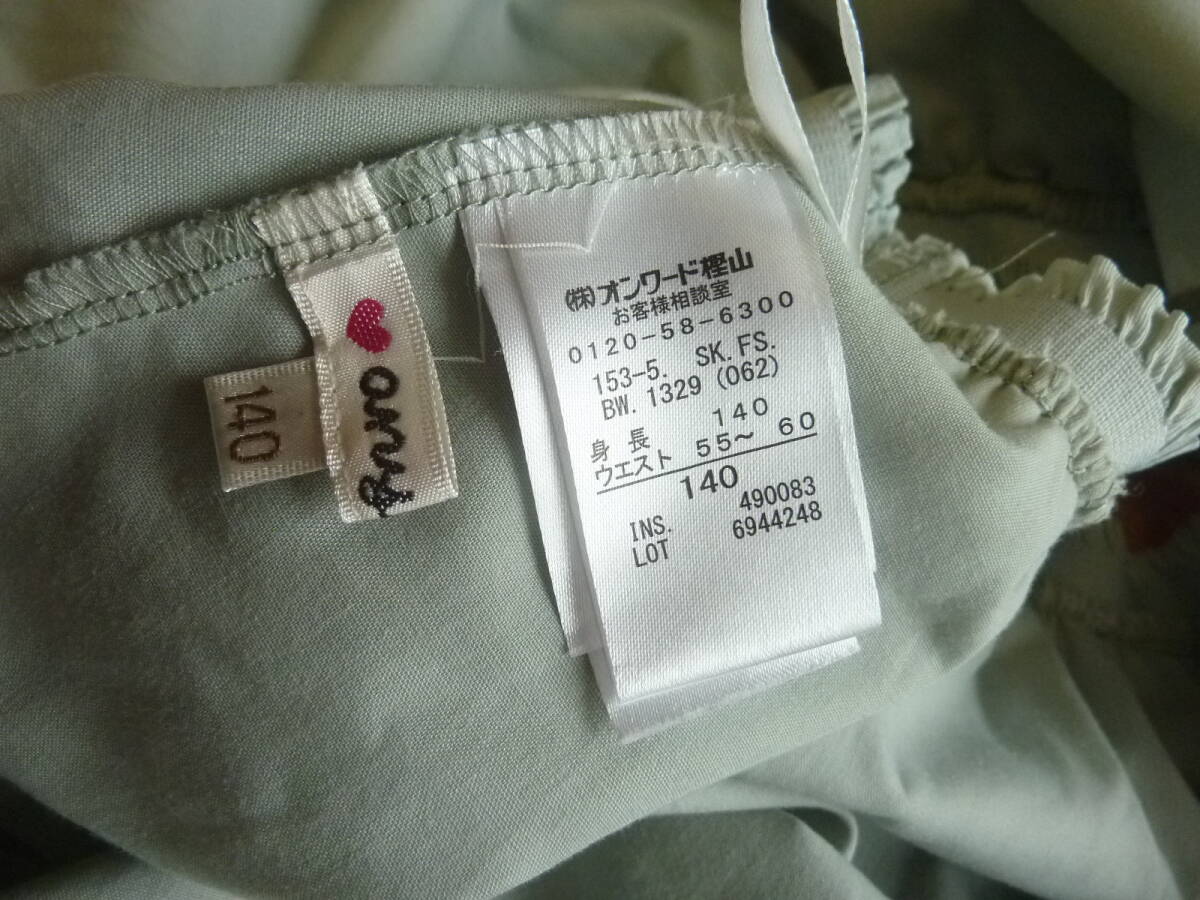 (株)オンワード樫山
お客様相談室
0120-58-6300
153-5. SK.FS.
BW.1329(062)
身長 140
ウエスト 55〜 60
140
INS. 490083
LOT 6944248
any
140